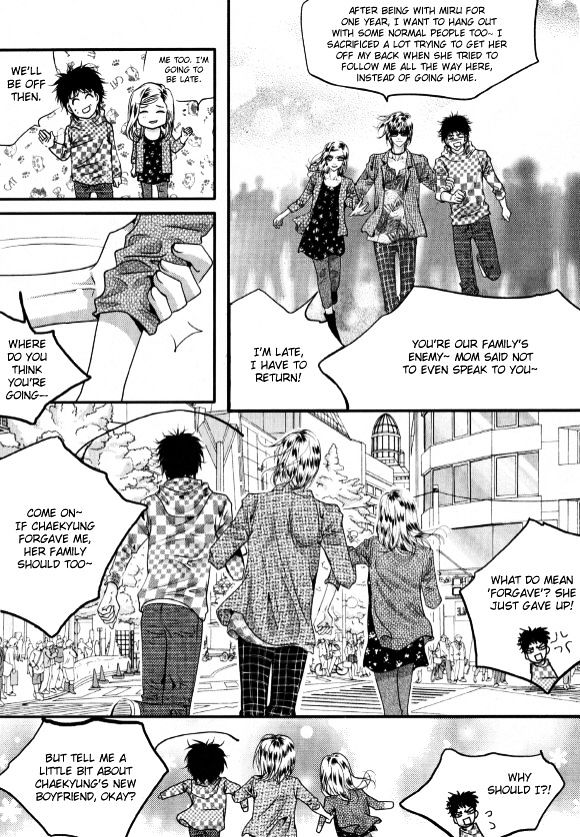 WE'LL
BE OFF
THEN.
ME TOO. I'M
GOING TO
BE LATE.
AFTER BEING WITH MIRU FOR
ONE YEAR, I WANT TO HANG OUT
WITH SOME NORMAL PEOPLE TOO~ I
SACRIFICED A LOT TRYING TO GET HER
OFF MY BACK WHEN SHE TRIED TO
FOLLOW ME ALL THE WAY HERE,
INSTEAD OF GOING HOME.
WHERE
DO YOU
THINK
YOU'RE
GOING--
I'M LATE,
I HAVE TO
RETURN!
YOU'RE OUR FAMILY'S
ENEMY~ MOM SAID NOT
TO EVEN SPEAK TO YOU~
COME ON~
IF CHAEKYUNG
FORGAVE ME,
HER FAMILY
SHOULD TOO~
WHAT DO MEAN
'FORGAVE'? SHE
JUST GAVE UP!
BUT TELL ME A
LITTLE BIT ABOUT
CHAEKYUNG'S NEW
BOYFRIEND, OKAY?
WHY
SHOULD I?!